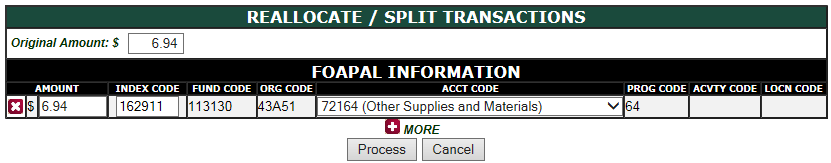 REALLOCATE / SPLIT TRANSACTIONS
Original Amount: $ 6.94
FOAPAL INFORMATION
AMOUNT INDEX CODE FUND CODE ORG CODE ACCT CODE PROG CODE ACVTY CODE LOCN CODE
$ 6.94 162911 113130 43A51 72164 (Other Supplies and Materials) 64
MORE
Process Cancel